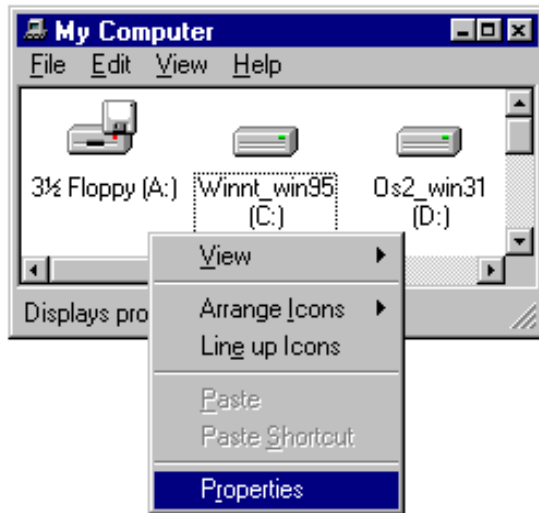 My Computer
File Edit View Help
3½ Floppy (A:) Winnt_win95 Os2_win31
(C:) (D:)
View
Displays pro
Arrange Icons
Line up Icons
Paste
Paste Shortcut
Properties